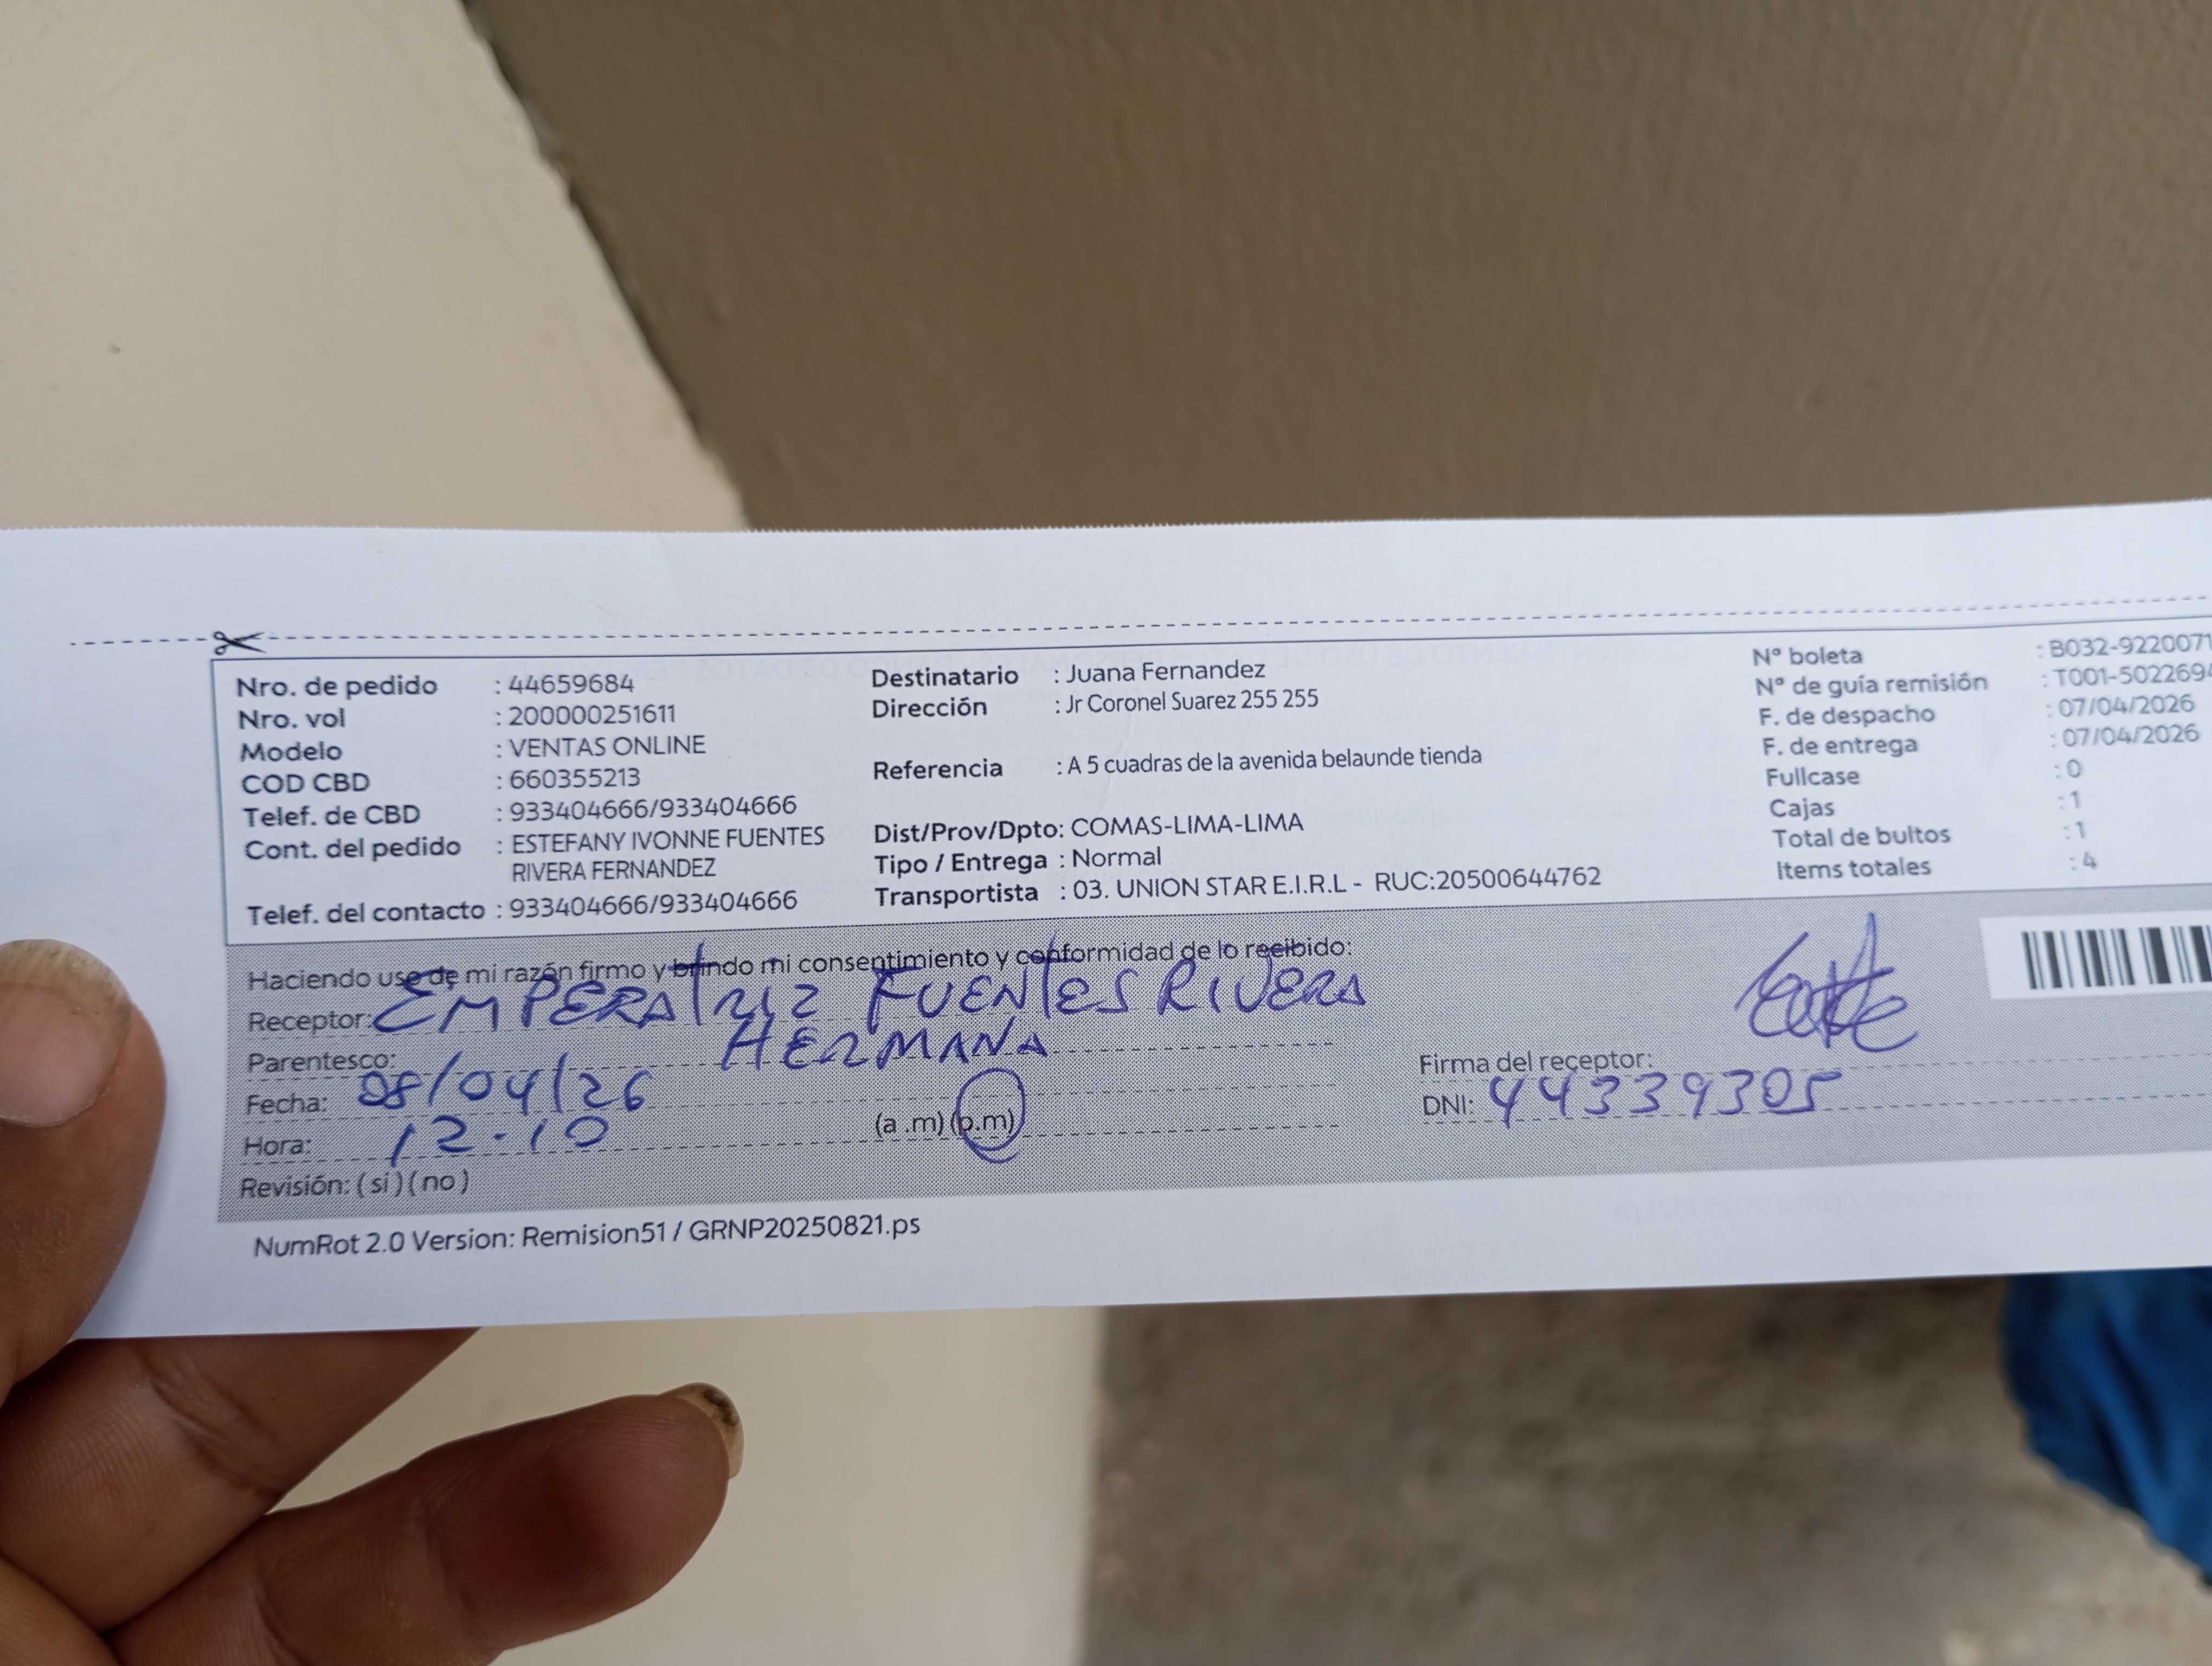 Nro. de pedido : 44659684
Nro. vol : 200000251611
Modelo : VENTAS ONLINE
COD CBD : 660355213
Telef. de CBD : 933404666/933404666
Cont. del pedido : ESTEFANY IVONNE FUENTES
RIVERA FERNANDEZ
Telef. del contacto : 933404666/933404666
Destinatario : Juana Fernandez
Dirección : Jr Coronel Suarez 255 255
Referencia : A 5 cuadras de la avenida belaunde tienda
Dist/Prov/Dpto: COMAS-LIMA-LIMA
Tipo / Entrega : Normal
Transportista : 03. UNION STAR E.I.R.L - RUC:20500644762
N° boleta : B032-9220071
N° de guía remisión : T001-5022694
F. de despacho : 07/04/2026
F. de entrega : 07/04/2026
Fullcase : 0
Cajas : 1
Total de bultos : 1
Items totales : 4
Haciendo uso de mi razón firmo y brindo mi consentimiento y conformidad de lo recibido:
Receptor: EMPERATRIZ FUENTES RIVERA
Parentesco: HERMANA
Fecha: 08/04/26
Hora: 12-10 (a .m) (p.m)
Revisión: (si) (no)
Firma del receptor:
DNI: 44339305
NumRot 2.0 Version: Remision51 / GRNP20250821.ps